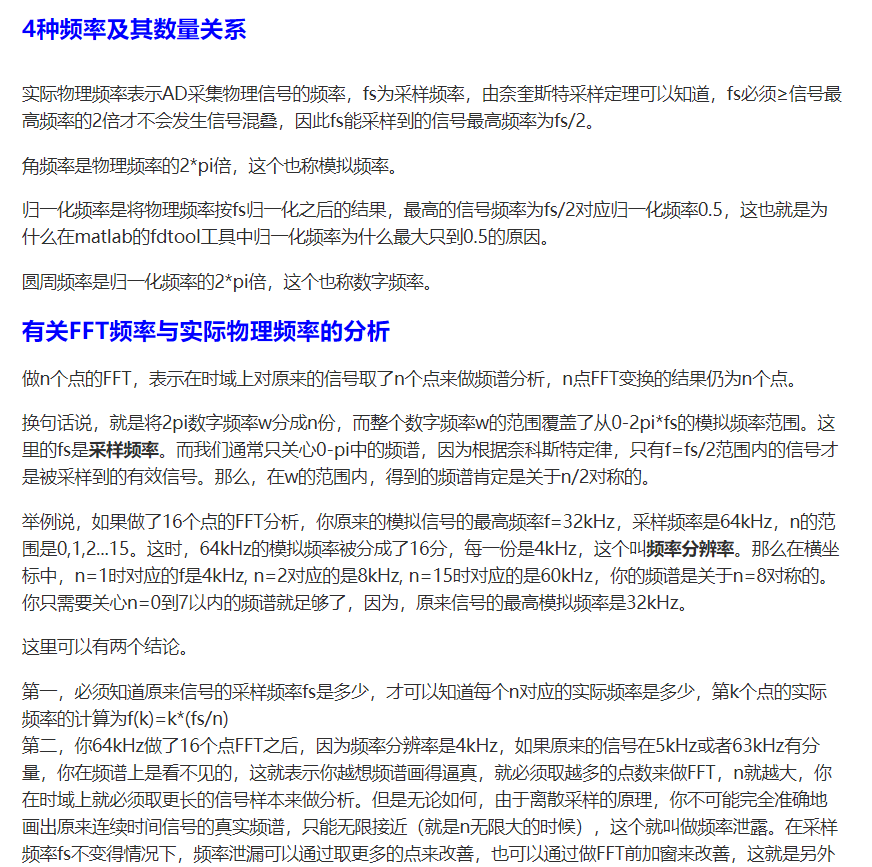 4种频率及其数量关系
实际物理频率表示AD采集物理信号的频率，fs为采样频率，由奈奎斯特采样定理可以知道，fs必须≥信号最
高频率的2倍才不会发生信号混叠，因此fs能采样到的信号最高频率为fs/2。
角频率是物理频率的2*pi倍，这个也称模拟频率。
归一化频率是将物理频率按fs归一化之后的结果，最高的信号频率为fs/2对应归一化频率0.5，这也就是为
什么在matlab的fdtool工具中归一化频率为什么最大只到0.5的原因。
圆周频率是归一化频率的2*pi倍，这个也称数字频率。
有关FFT频率与实际物理频率的分析
做n个点的FFT，表示在时域上对原来的信号取了n个点来做频谱分析，n点FFT变换的结果仍为n个点。
换句话说，就是将2pi数字频率w分成n份，而整个数字频率w的范围覆盖了从0-2pi*fs的模拟频率范围。这
里的fs是采样频率。而我们通常只关心0-pi中的频谱，因为根据奈科斯特定律，只有f=fs/2范围内的信号才
是被采样到的有效信号。那么，在w的范围内，得到的频谱肯定是关于n/2对称的。
举例说，如果做了16个点的FFT分析，你原来的模拟信号的最高频率f=32kHz，采样频率是64kHz，n的范
围是0,1,2...15。这时，64kHz的模拟频率被分成了16分，每一份是4kHz，这个叫频率分辨率。那么在横坐
标中，n=1时对应的f是4kHz, n=2对应的是8kHz, n=15时对应的是60kHz，你的频谱是关于n=8对称的。
你只需要关心n=0到7以内的频谱就足够了，因为，原来信号的最高模拟频率是32kHz。
这里可以有两个结论。
第一，必须知道原来信号的采样频率fs是多少，才可以知道每个n对应的实际频率是多少，第k个点的实际
频率的计算为f(k)=k*(fs/n)
第二，你64kHz做了16个点FFT之后，因为频率分辨率是4kHz，如果原来的信号在5kHz或者63kHz有分
量，你在频谱上是看不见的，这就表示你越想频谱画得逼真，就必须取越多的点数来做FFT，n就越大，你
在时域上就必须取更长的信号样本来做分析。但是无论如何，由于离散采样的原理，你不可能完全准确地
画出原来连续时间信号的真实频谱，只能无限接近（就是n无限大的时候），这个就叫做频率泄露。在采样
频率fs不变得情况下，频率泄漏可以通过取更多的点来改善，也可以通过做FFT前加窗来改善，这就是另外